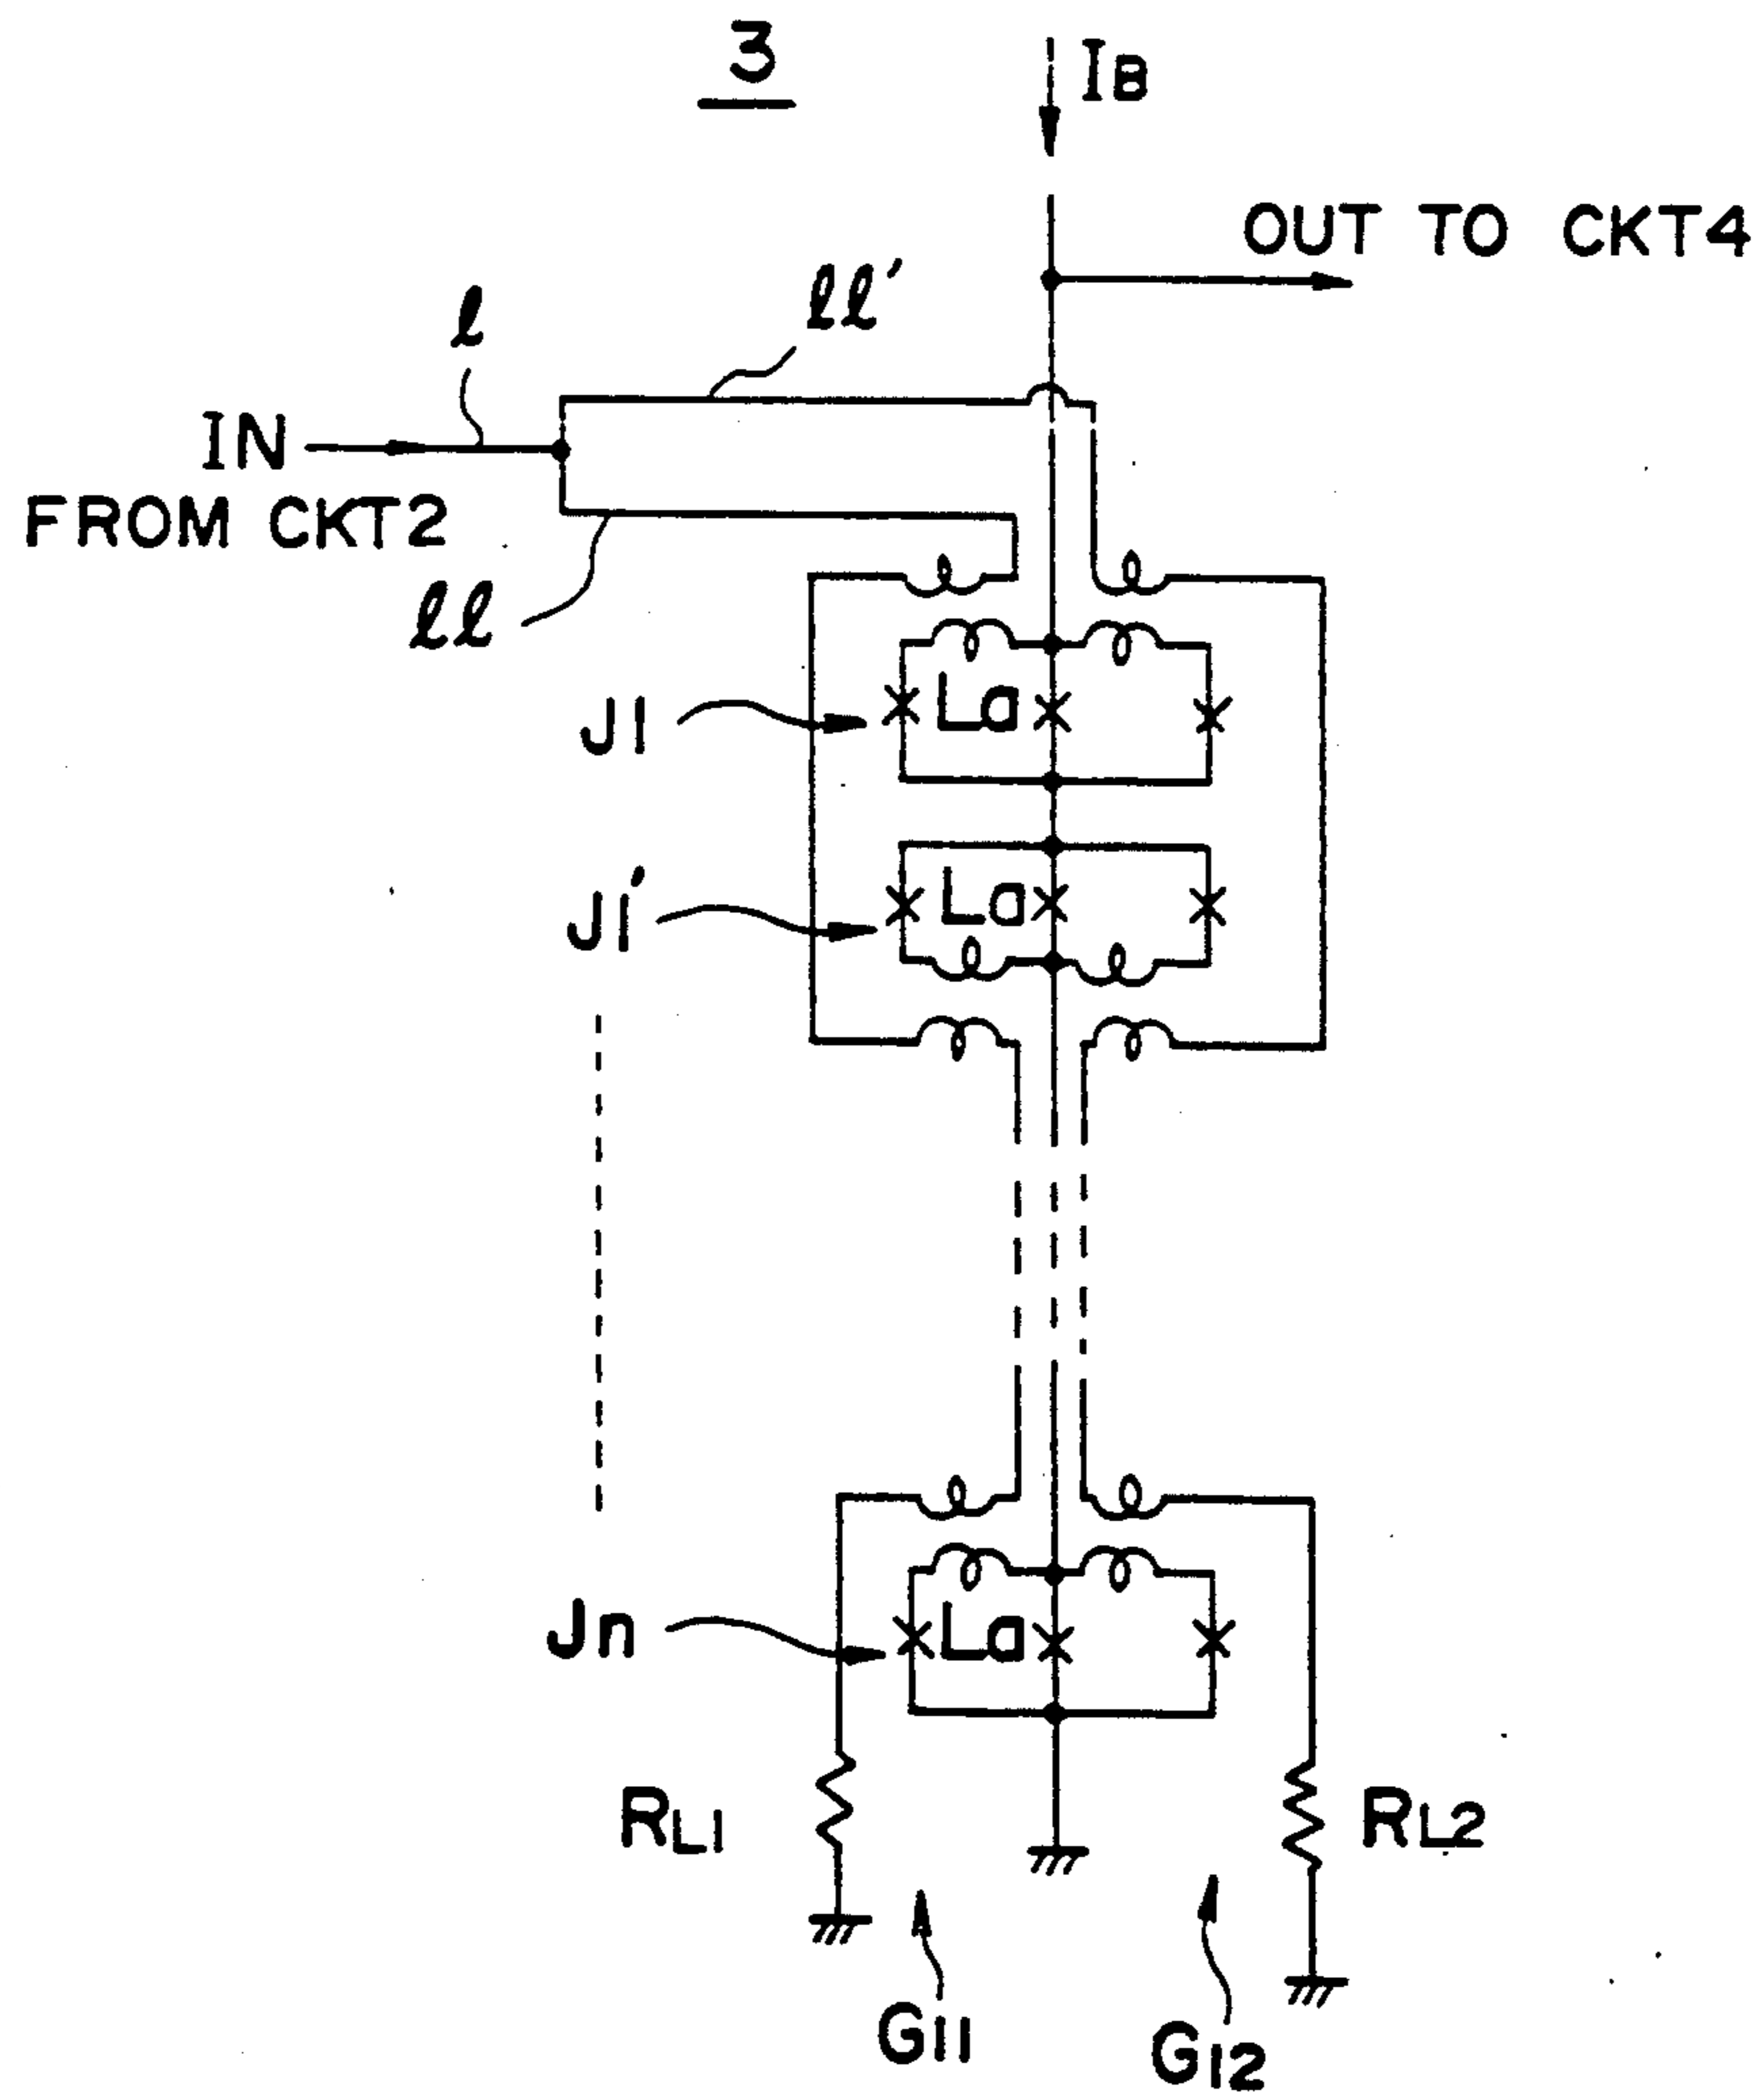 3
IB
OUT TO CKT4
ll'
l
IN
FROM CKT2
ll
J1
La
J1'
La
Jn
La
RL1
RL2
G11
G12